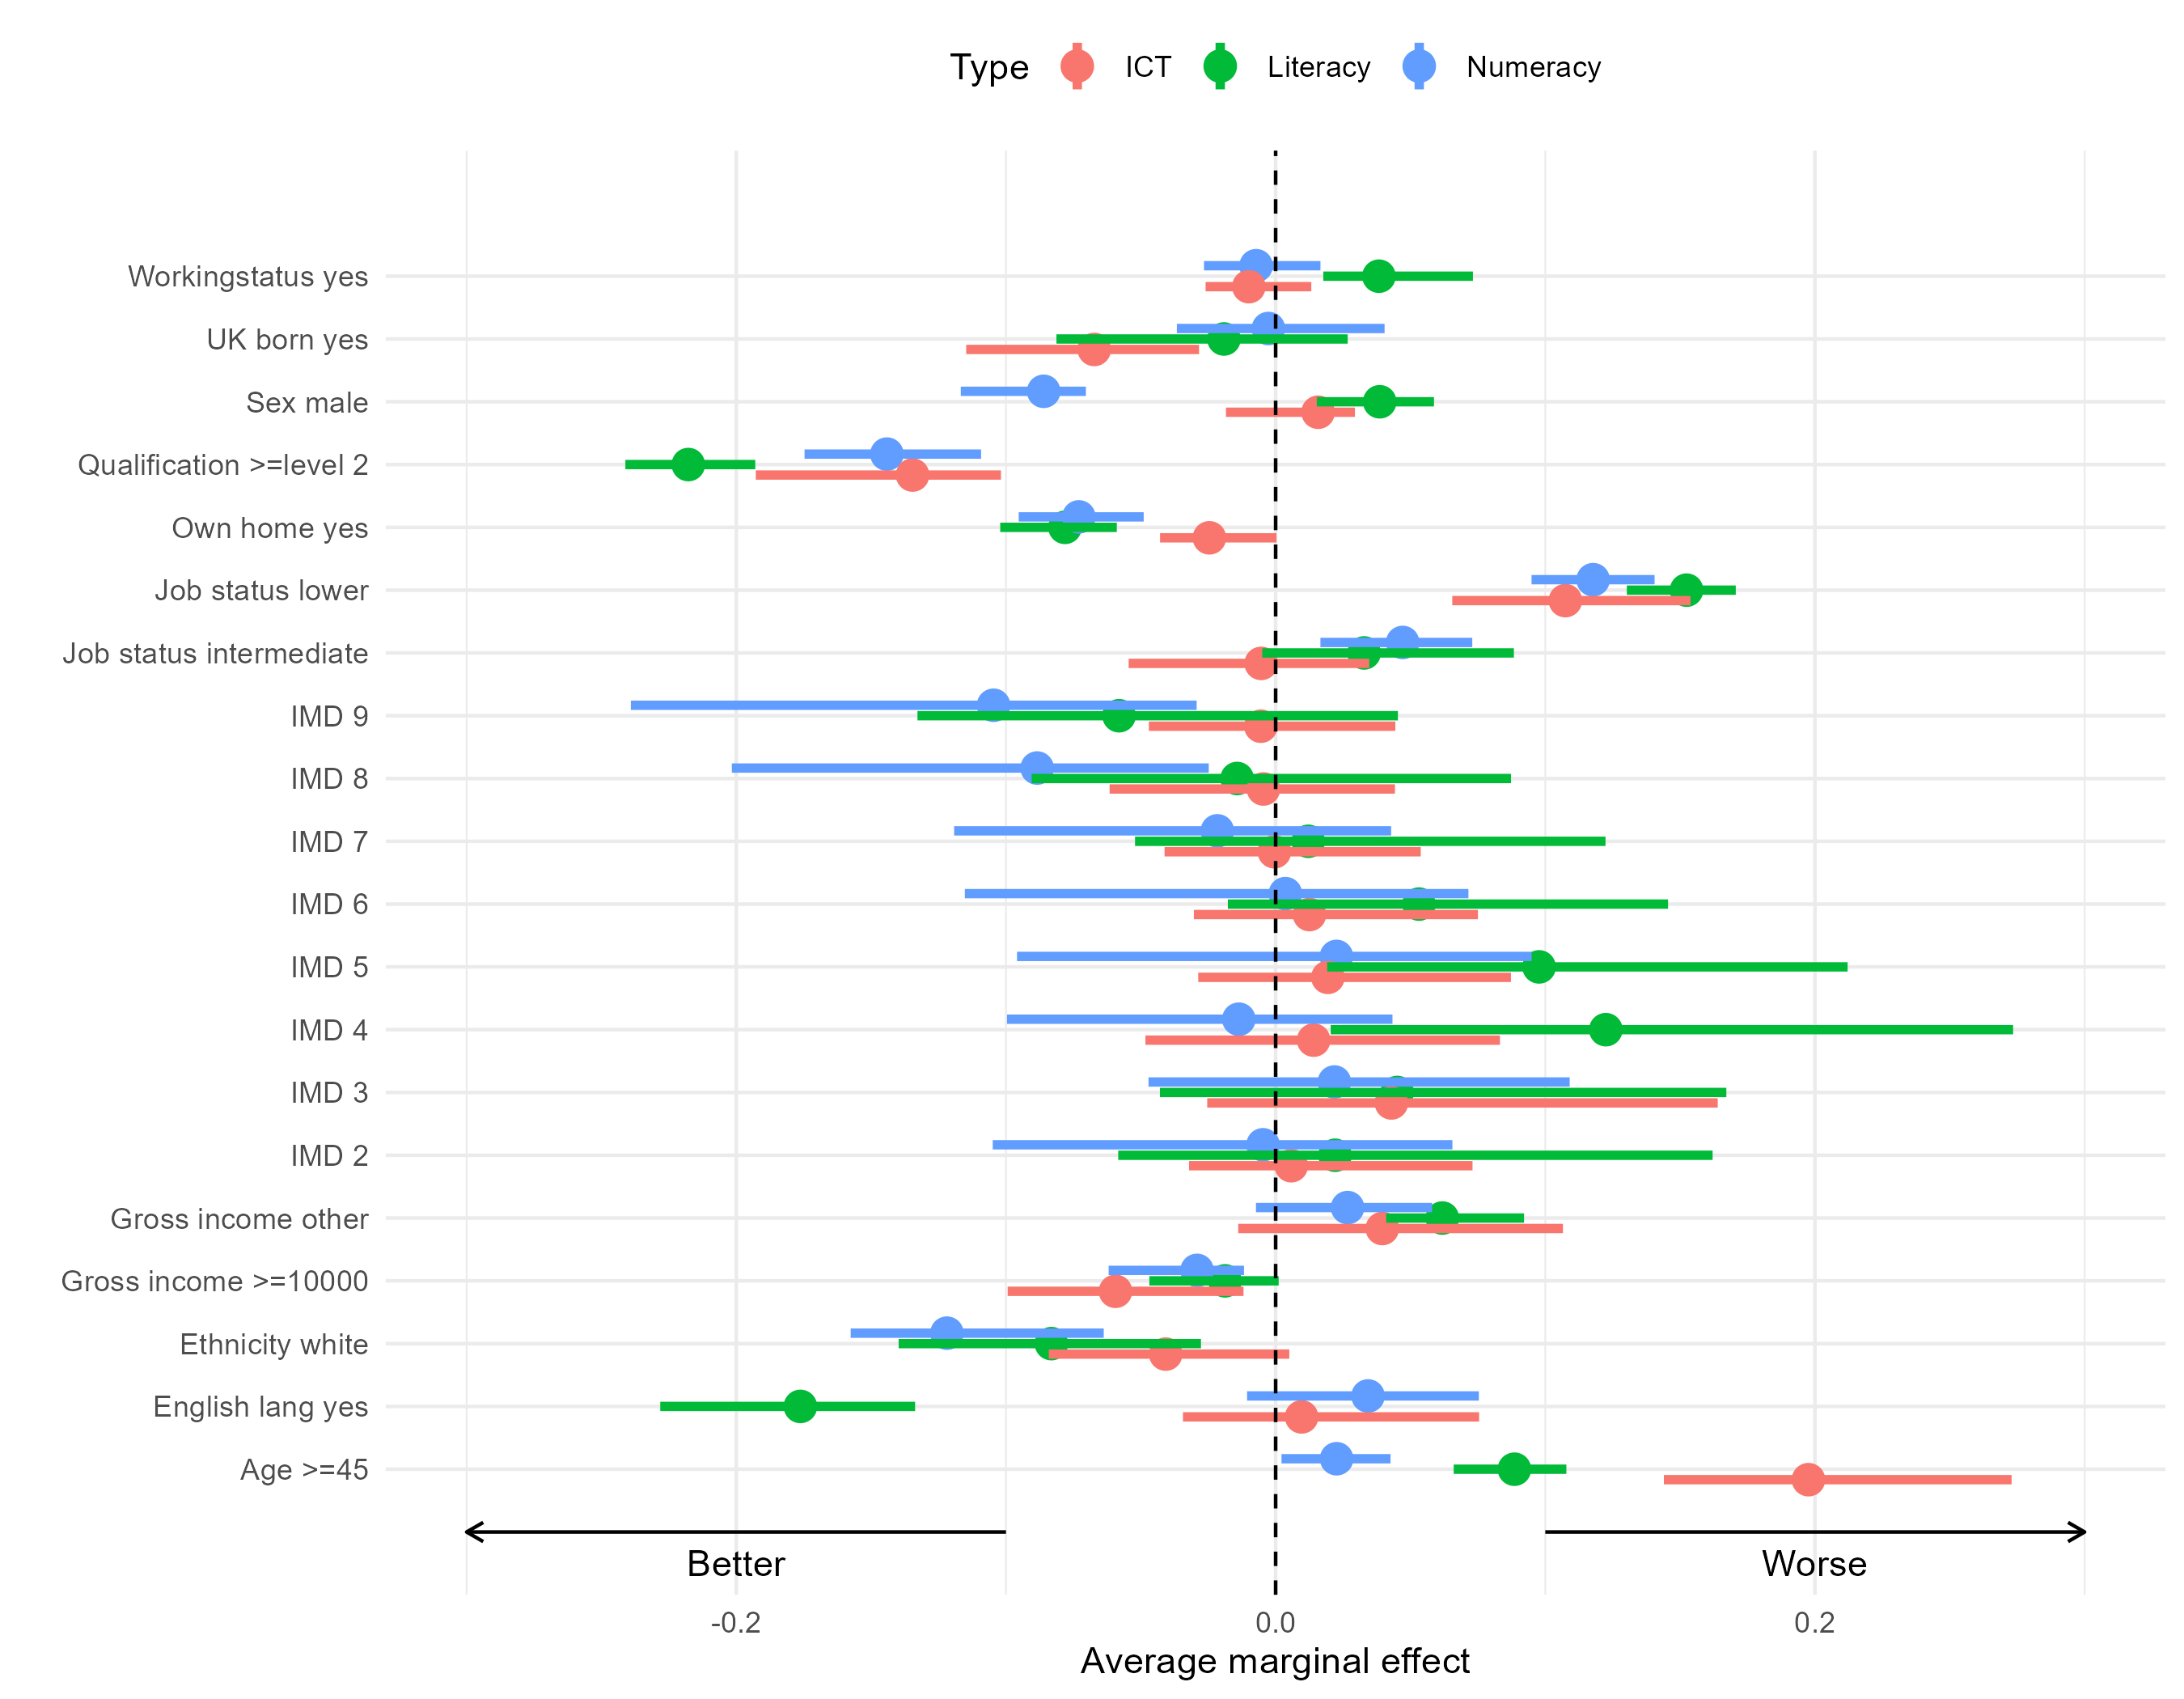 Type ICT Literacy Numeracy
Workingstatus yes
UK born yes
Sex male
Qualification >=level 2
Own home yes
Job status lower
Job status intermediate
IMD 9
IMD 8
IMD 7
IMD 6
IMD 5
IMD 4
IMD 3
IMD 2
Gross income other
Gross income >=10000
Ethnicity white
English lang yes
Age >=45
Better Worse
-0.2 0.0 0.2
Average marginal effect